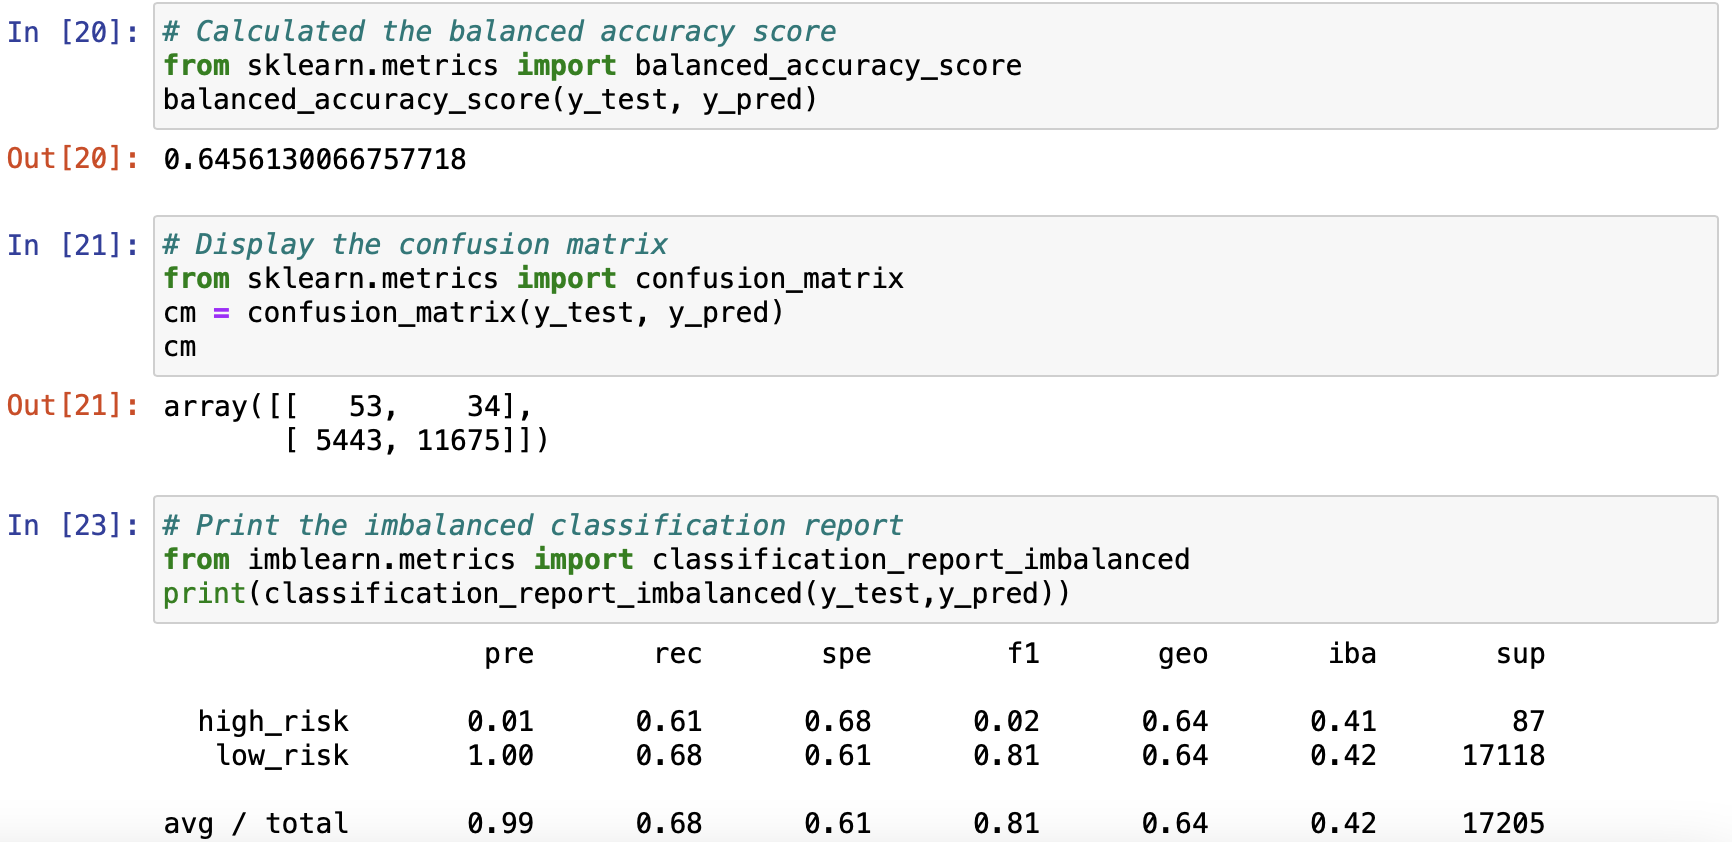 In [20]: # Calculated the balanced accuracy score
from sklearn.metrics import balanced_accuracy_score
balanced_accuracy_score(y_test, y_pred)
Out[20]: 0.6456130066757718
In [21]: # Display the confusion matrix
from sklearn.metrics import confusion_matrix
cm = confusion_matrix(y_test, y_pred)
cm
Out[21]: array([[   53,    34],
       [ 5443, 11675]])
In [23]: # Print the imbalanced classification report
from imblearn.metrics import classification_report_imbalanced
print(classification_report_imbalanced(y_test,y_pred))
pre rec spe f1 geo iba sup
high_risk 0.01 0.61 0.68 0.02 0.64 0.41 87
low_risk 1.00 0.68 0.61 0.81 0.64 0.42 17118
avg / total 0.99 0.68 0.61 0.81 0.64 0.42 17205